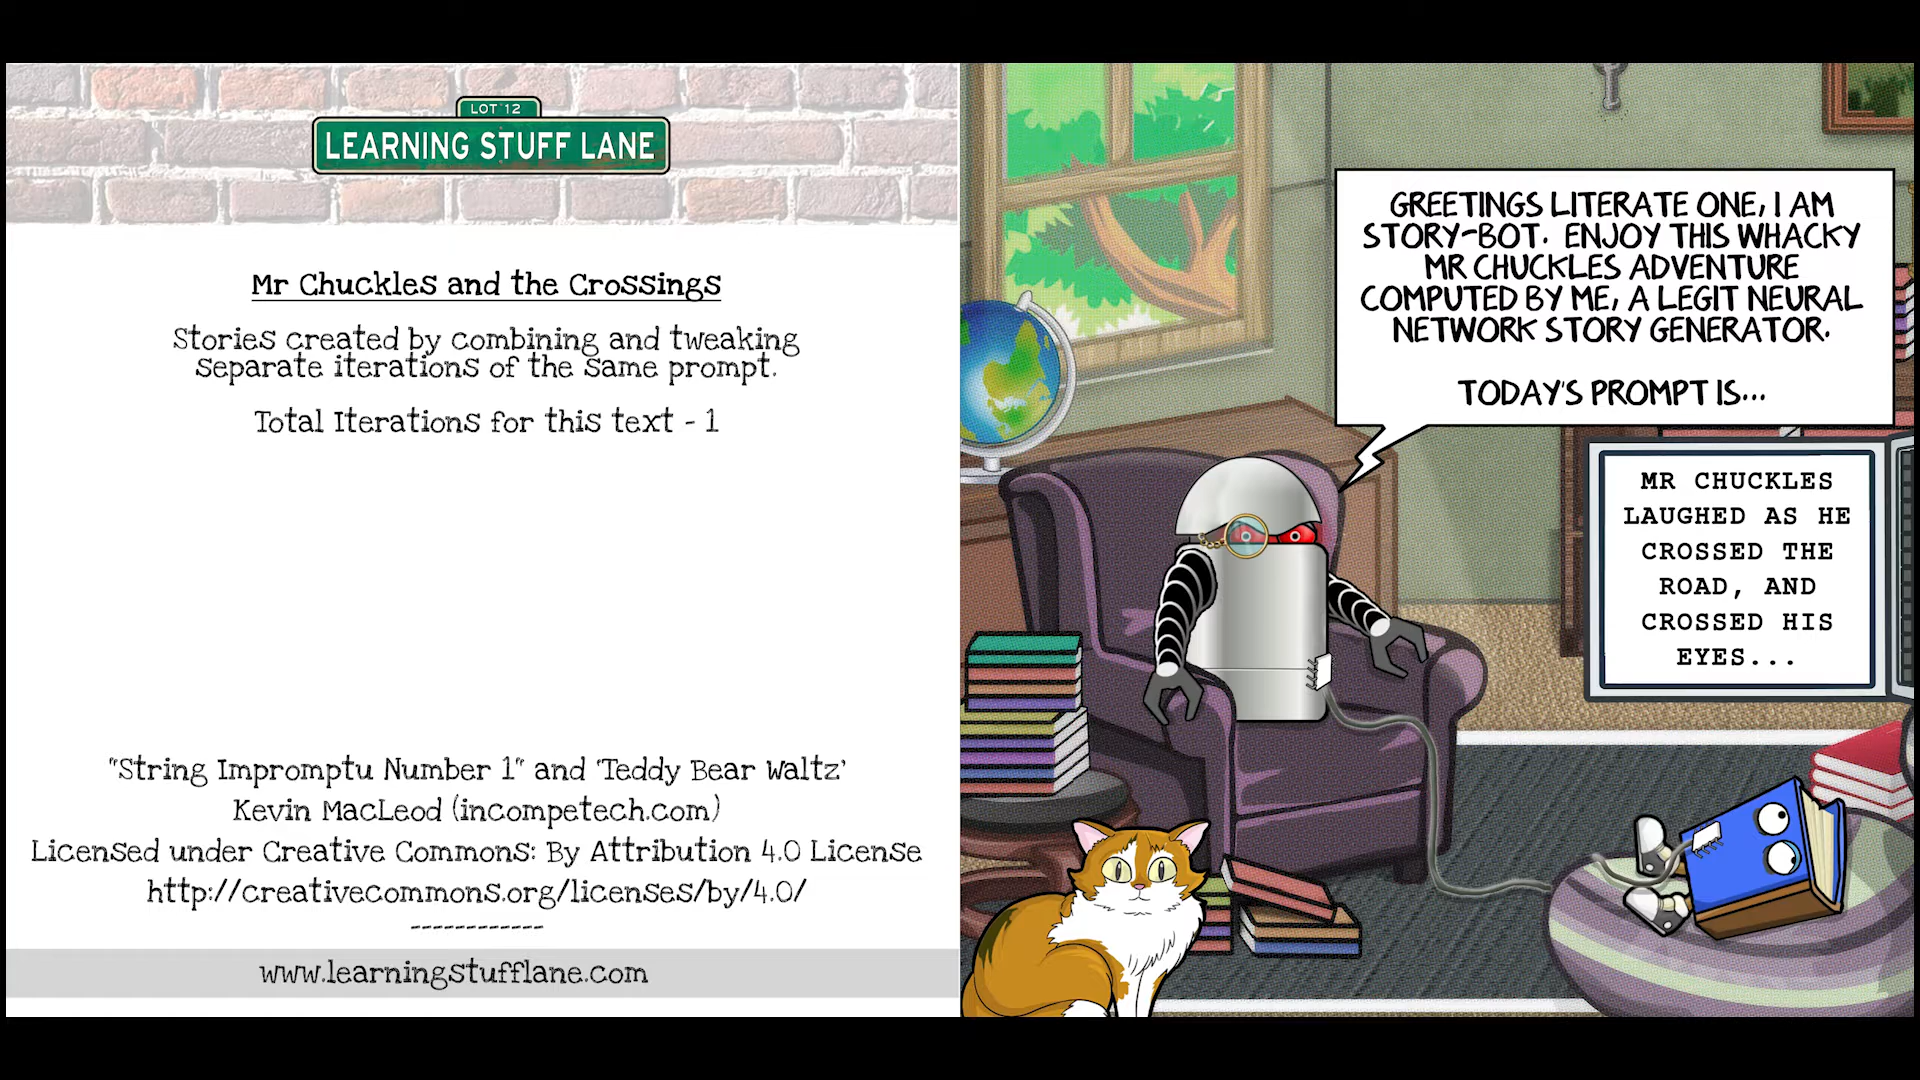 LOT 12
LEARNING STUFF LANE
Mr Chuckles and the Crossings
Stories created by combining and tweaking
separate iterations of the same prompt.
Total Iterations for this text - 1
"String Impromptu Number 1" and 'Teddy Bear Waltz'
Kevin MacLeod (incompetech.com)
Licensed under Creative Commons: By Attribution 4.0 License
http://creativecommons.org/licenses/by/4.0/
------------
www.learningstufflane.com
GREETINGS LITERATE ONE, I AM
STORY-BOT. ENJOY THIS WHACKY
MR CHUCKLES ADVENTURE
COMPUTED BY ME, A LEGIT NEURAL
NETWORK STORY GENERATOR.
TODAY'S PROMPT IS...
MR CHUCKLES
LAUGHED AS HE
CROSSED THE
ROAD, AND
CROSSED HIS
EYES...